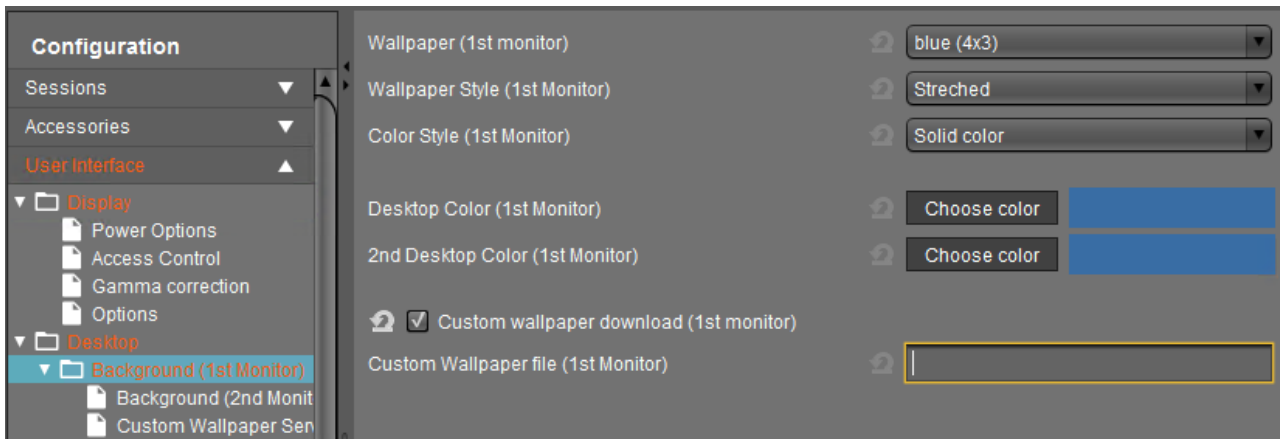 Configuration
Sessions
Accessories
User Interface
Display
Power Options
Access Control
Gamma correction
Options
Desktop
Background (1st Monitor)
Background (2nd Monit
Custom Wallpaper Serv
Wallpaper (1st monitor)
blue (4x3)
Wallpaper Style (1st Monitor)
Streched
Color Style (1st Monitor)
Solid color
Desktop Color (1st Monitor)
Choose color
2nd Desktop Color (1st Monitor)
Choose color
Custom wallpaper download (1st monitor)
Custom Wallpaper file (1st Monitor)